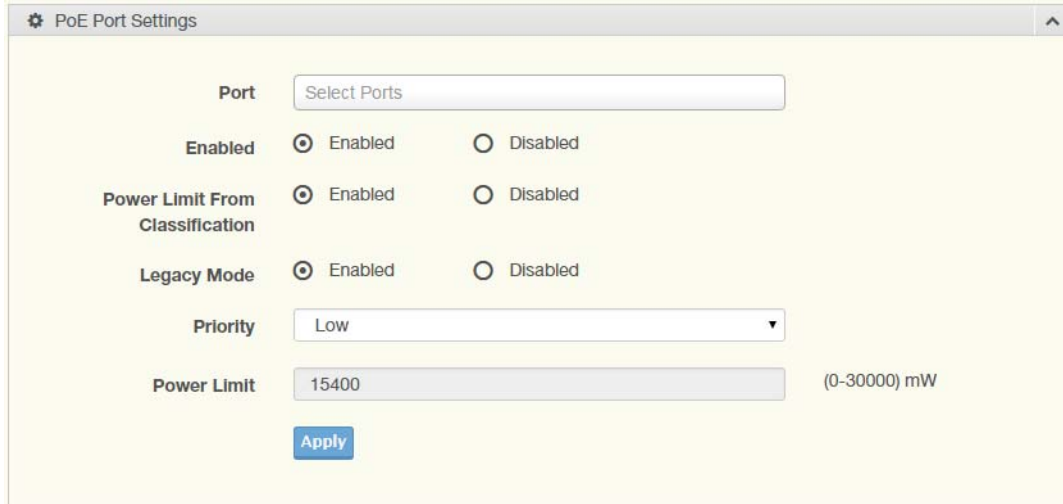 PoE Port Settings
Port Select Ports
Enabled Enabled Disabled
Power Limit From
Classification
Enabled Disabled
Legacy Mode Enabled Disabled
Priority Low
Power Limit 15400 (0-30000) mW
Apply